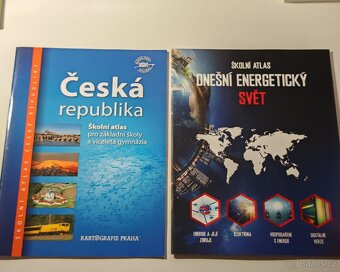 Česká
republika
Školní atlas
pro základní školy
a víceletá gymnázia
KARTOGRAFIE PRAHA
ŠKOLNÍ ATLAS ČESKÉ REPUBLIKY
ŠKOLNÍ ATLAS
DNEŠNÍ ENERGETICKÝ
SVĚT
ENERGIE A JEJÍ
ZDROJE
ELEKTŘINA
HOSPODAŘENÍ
S ENERGIÍ
DIGITÁLNÍ
VERZE